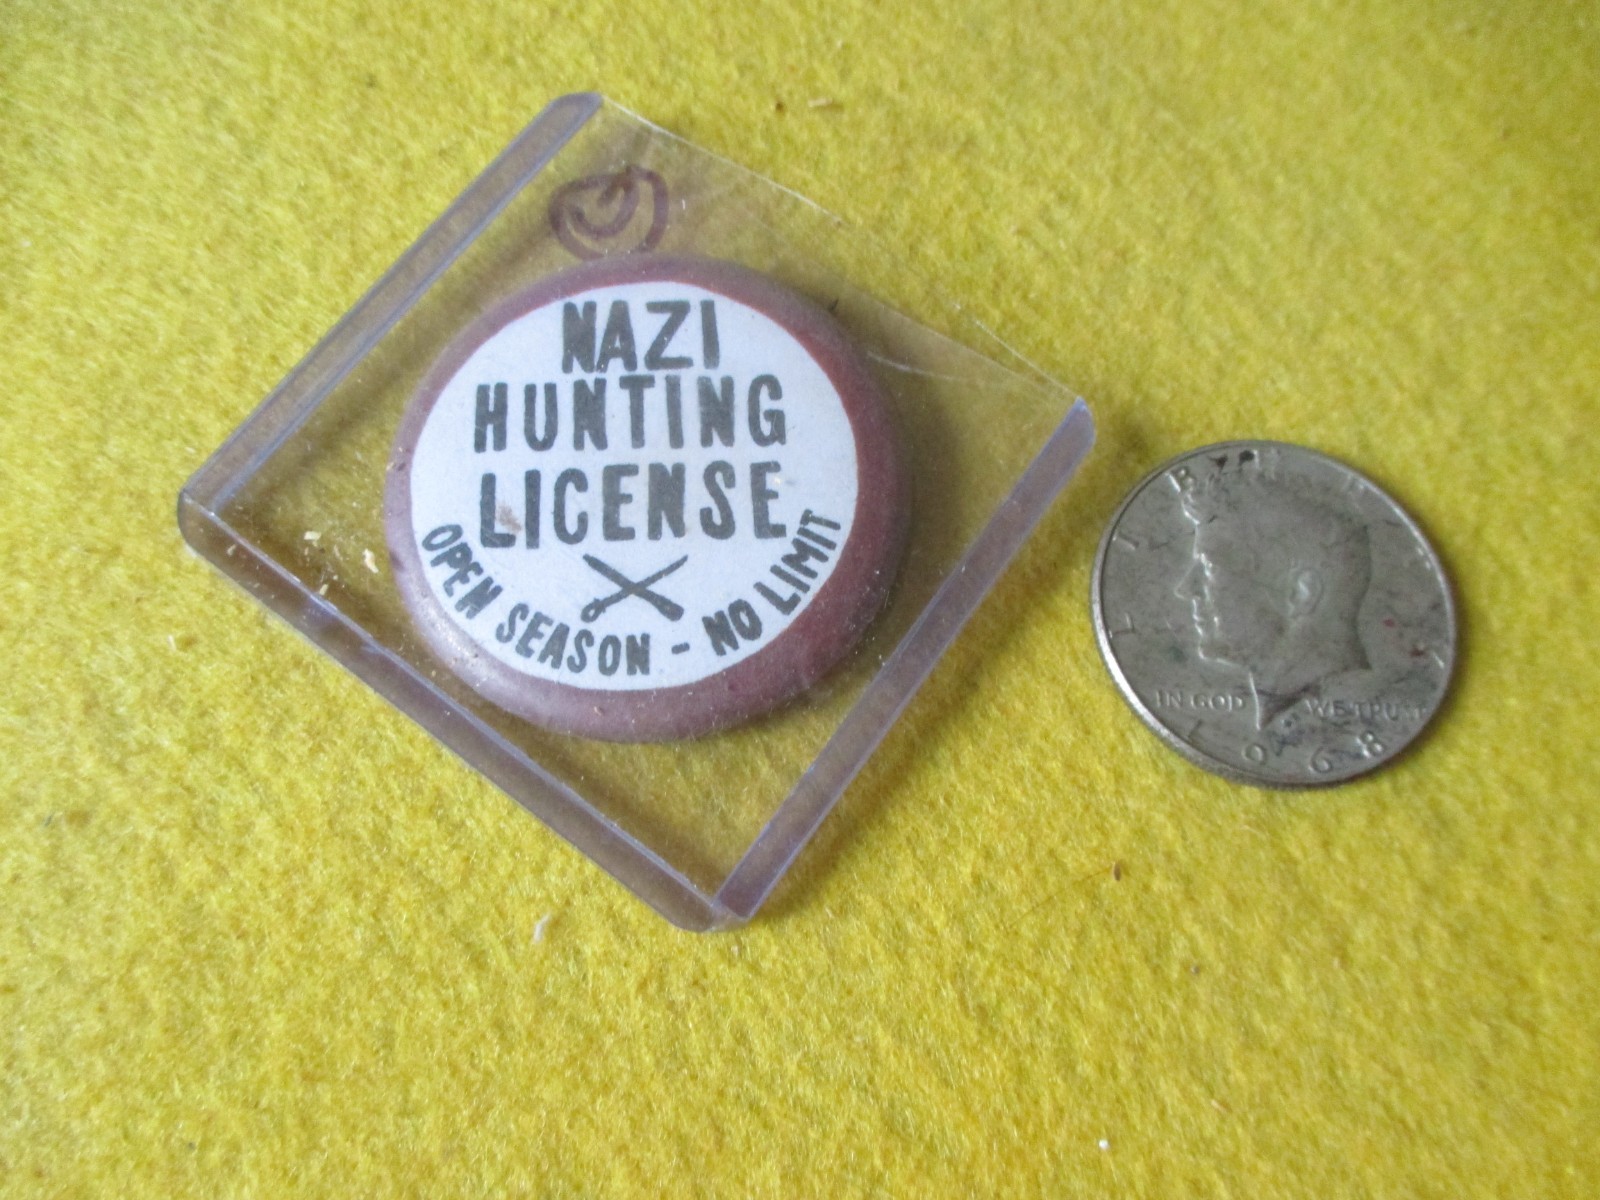 NAZI
HUNTING
LICENSE
OPEN SEASON - NO LIMIT
LIBERTY
IN GOD WE TRUST
1968